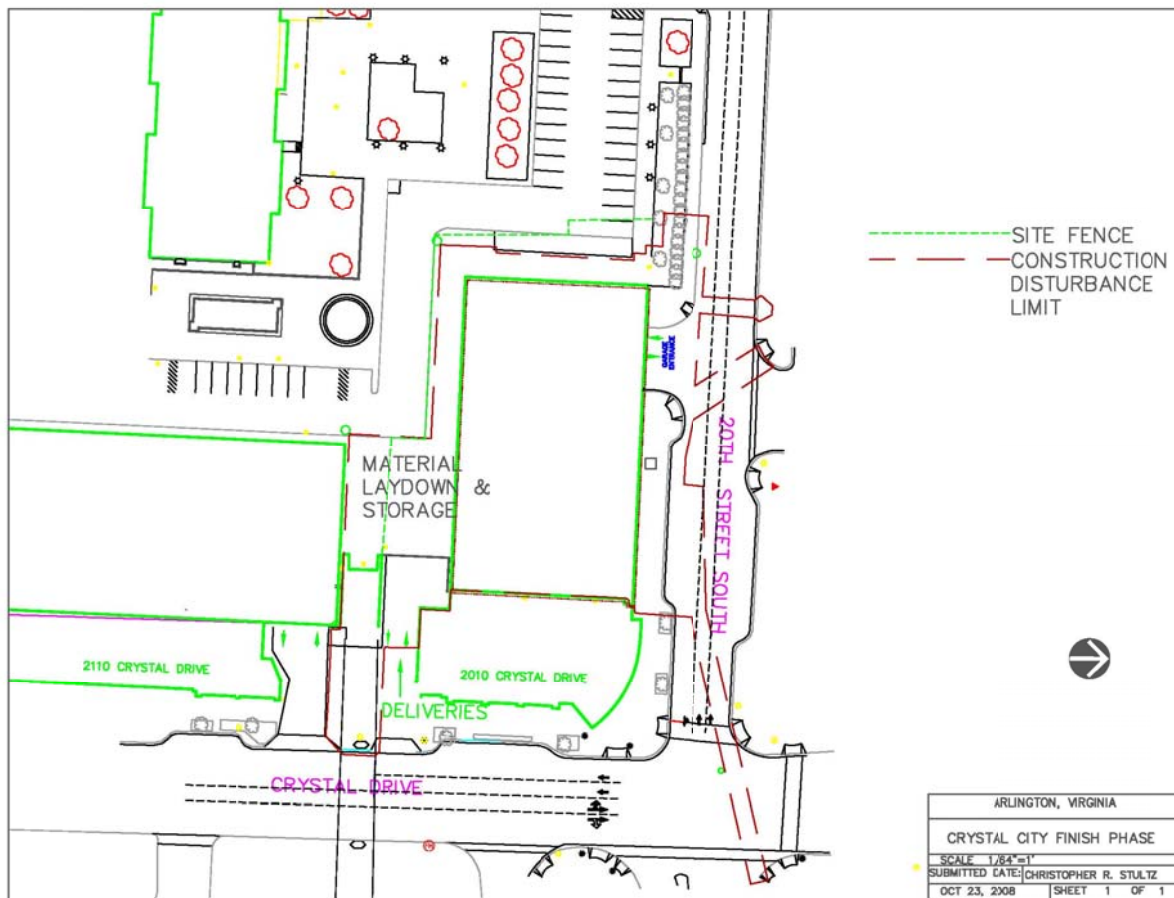 SITE FENCE
CONSTRUCTION
DISTURBANCE
LIMIT
GARAGE
ENTRANCE
20TH STREET SOUTH
MATERIAL
LAYDOWN &
STORAGE
2110 CRYSTAL DRIVE
2010 CRYSTAL DRIVE
DELIVERIES
CRYSTAL DRIVE
ARLINGTON, VIRGINIA
CRYSTAL CITY FINISH PHASE
SCALE 1/64"=1'
SUBMITTED DATE: CHRISTOPHER R. STULTZ
OCT 23, 2008 SHEET 1 OF 1